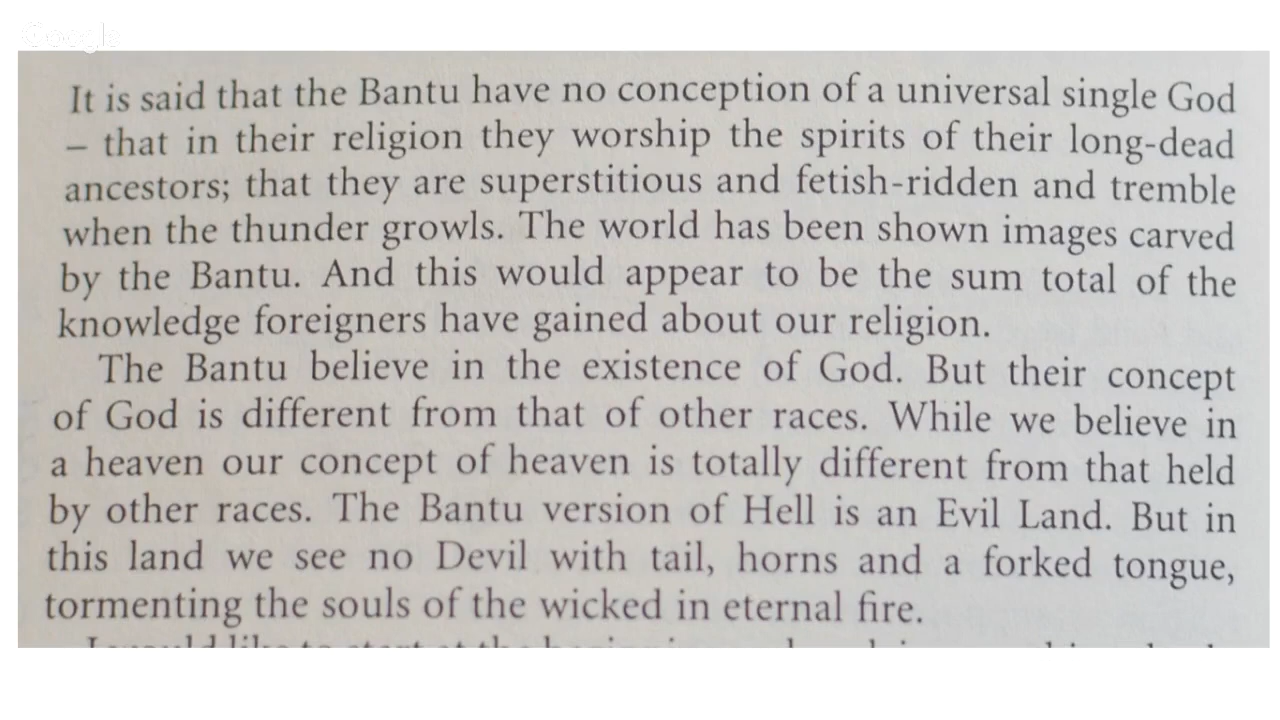 Google
It is said that the Bantu have no conception of a universal single God
– that in their religion they worship the spirits of their long-dead
ancestors; that they are superstitious and fetish-ridden and tremble
when the thunder growls. The world has been shown images carved
by the Bantu. And this would appear to be the sum total of the
knowledge foreigners have gained about our religion.
The Bantu believe in the existence of God. But their concept
of God is different from that of other races. While we believe in
a heaven our concept of heaven is totally different from that held
by other races. The Bantu version of Hell is an Evil Land. But in
this land we see no Devil with tail, horns and a forked tongue,
tormenting the souls of the wicked in eternal fire.